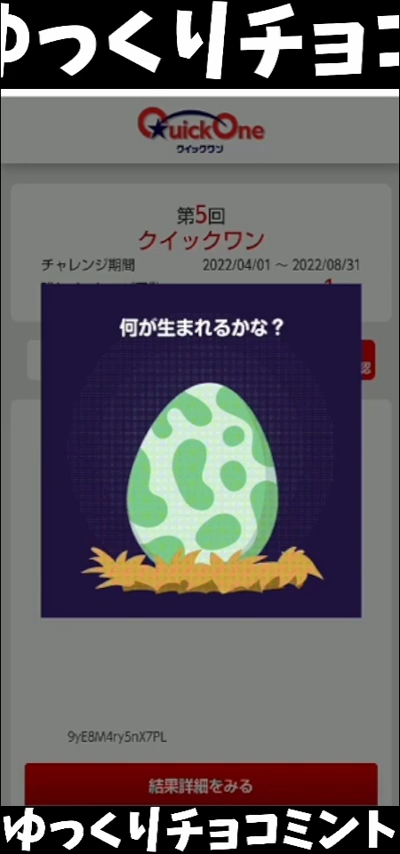 ゆっくりチョコ
QuickOne
クイックワン
第5回
クイックワン
チャレンジ期間 2022/04/01 ～ 2022/08/31
何が生まれるかな？
認
9yE8M4ry5nX7PL
結果詳細をみる
ゆっくりチョコミント